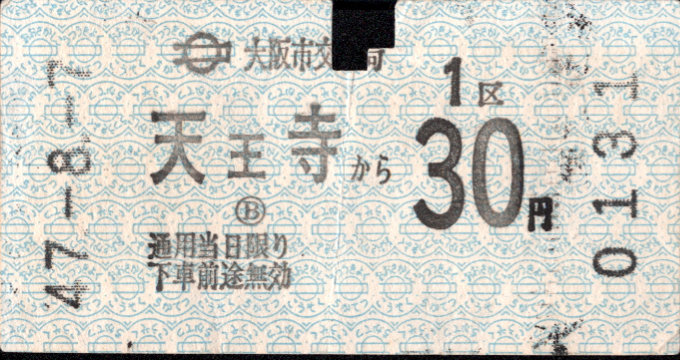 大阪市交 局
1区
天王寺から
30円
Ⓑ
通用当日限り
下車前途無効
47-8.-7
0131